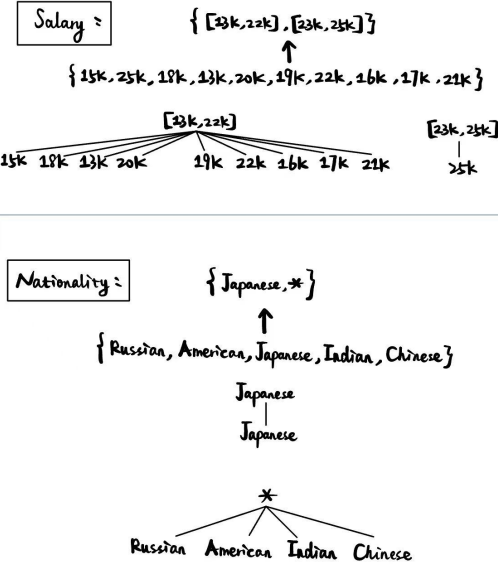 Salary : { [13k,22k], [23k,25k] }
{ 15k, 25k, 18k, 13k, 20k, 19k, 22k, 16k, 17k, 21k }
[13k,22k] [23k,25k]
15k 18k 13k 20k 19k 22k 16k 17k 21k 25k
Nationality : { Japanese, * }
{ Russian, American, Japanese, Indian, Chinese }
Japanese
Japanese
*
Russian American Indian Chinese